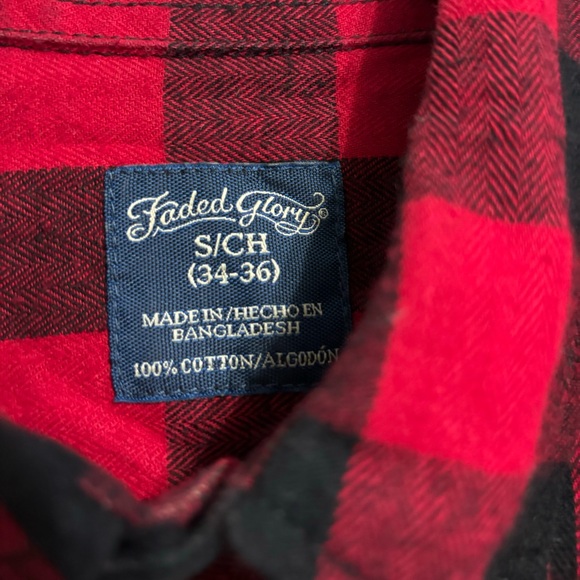 Faded Glory®
S/CH
(34-36)
MADE IN/HECHO EN
BANGLADESH
100% COTTON/ALGODÓN